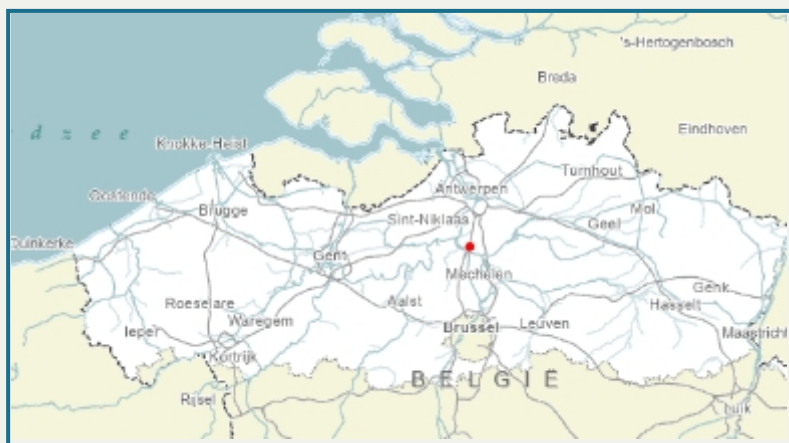 's-Hertogenbosch
Breda
Eindhoven
d z e e
Knokke-Heist
Turnhout
Antwerpen
Oostende
Brugge
Sint-Niklaas
Mol
Geel
Duinkerke
Gent
Mechelen
Genk
Roeselare
Aalst
Hasselt
Waregem
Brussel
Leuven
Ieper
Maastricht
Kortrijk
BELGIË
Rijsel
Luik